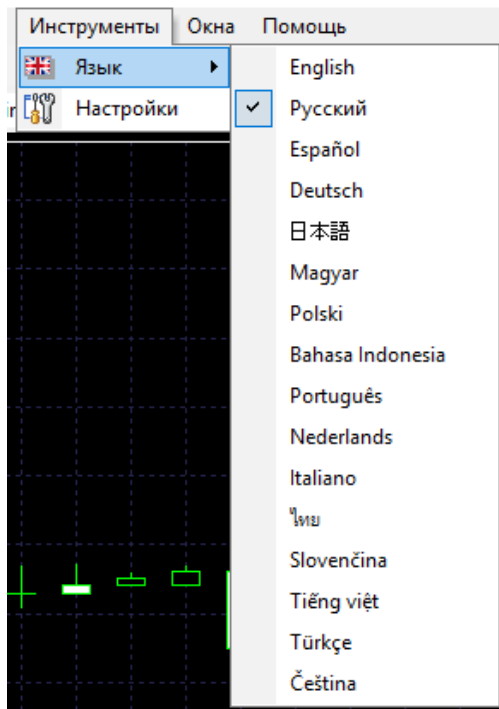 Инструменты Окна Помощь
Язык
Настройки
English
Русский
Español
Deutsch
日本語
Magyar
Polski
Bahasa Indonesia
Português
Nederlands
Italiano
ไทย
Slovenčina
Tiếng việt
Türkçe
Čeština